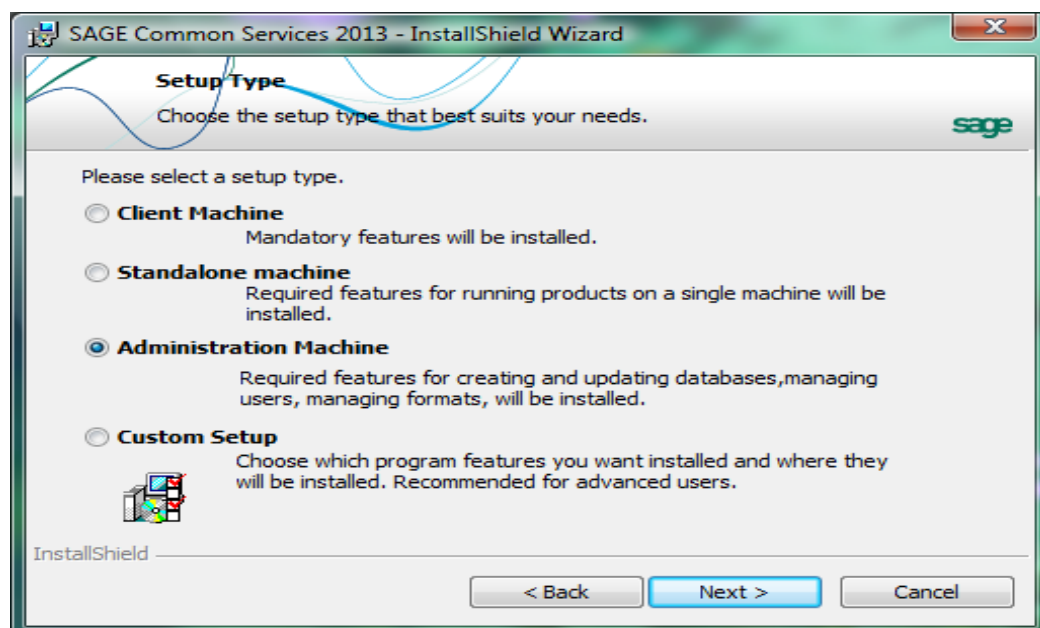 SAGE Common Services 2013 - InstallShield Wizard
Setup Type
Choose the setup type that best suits your needs.
sage
Please select a setup type.
Client Machine
Mandatory features will be installed.
Standalone machine
Required features for running products on a single machine will be
installed.
Administration Machine
Required features for creating and updating databases,managing
users, managing formats, will be installed.
Custom Setup
Choose which program features you want installed and where they
will be installed. Recommended for advanced users.
InstallShield
< Back
Next >
Cancel